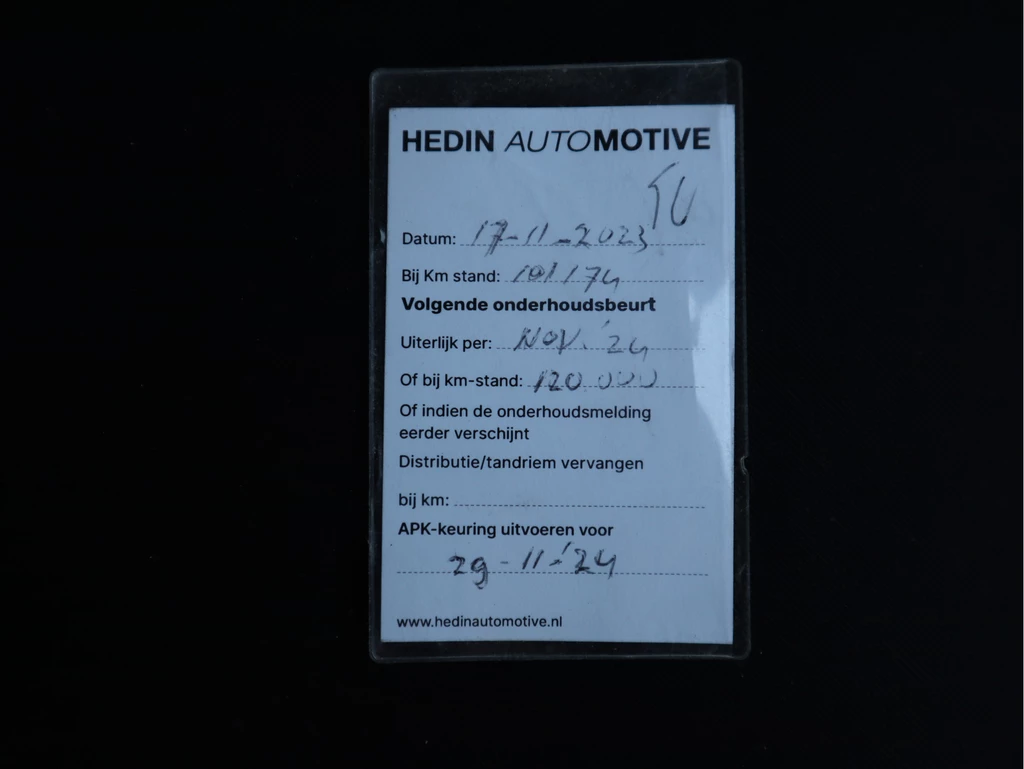 HEDIN AUTOMOTIVE
Datum: 17-11-2023
Bij Km stand: 101174
Volgende onderhoudsbeurt
Uiterlijk per: NOV. '24
Of bij km-stand: 120.000
Of indien de onderhoudsmelding
eerder verschijnt
Distributie/tandriem vervangen
bij km:
APK-keuring uitvoeren voor
29-11-'24
www.hedinautomotive.nl